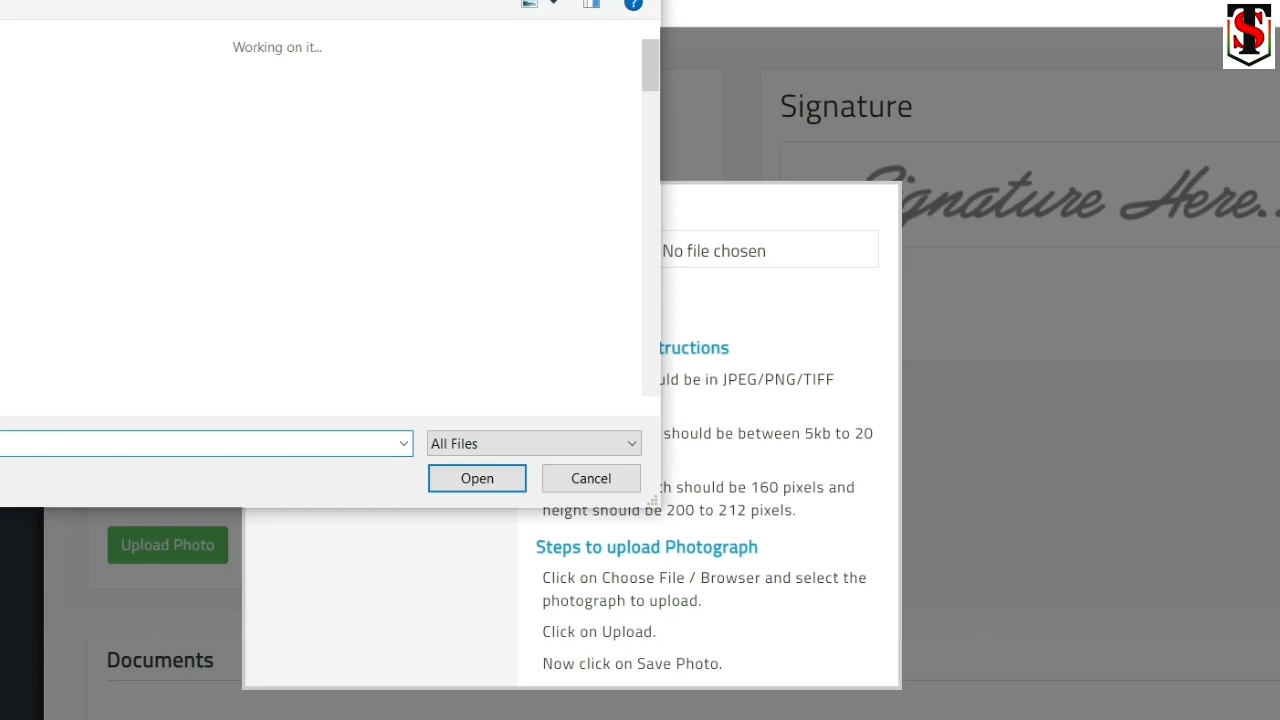 Working on it...
Signature
Signature Here..
No file chosen
tructions
uld be in JPEG/PNG/TIFF
should be between 5kb to 20
h should be 160 pixels and
height should be 200 to 212 pixels.
All Files
Open
Cancel
Upload Photo
Steps to upload Photograph
Click on Choose File / Browser and select the
photograph to upload.
Click on Upload.
Now click on Save Photo.
Documents